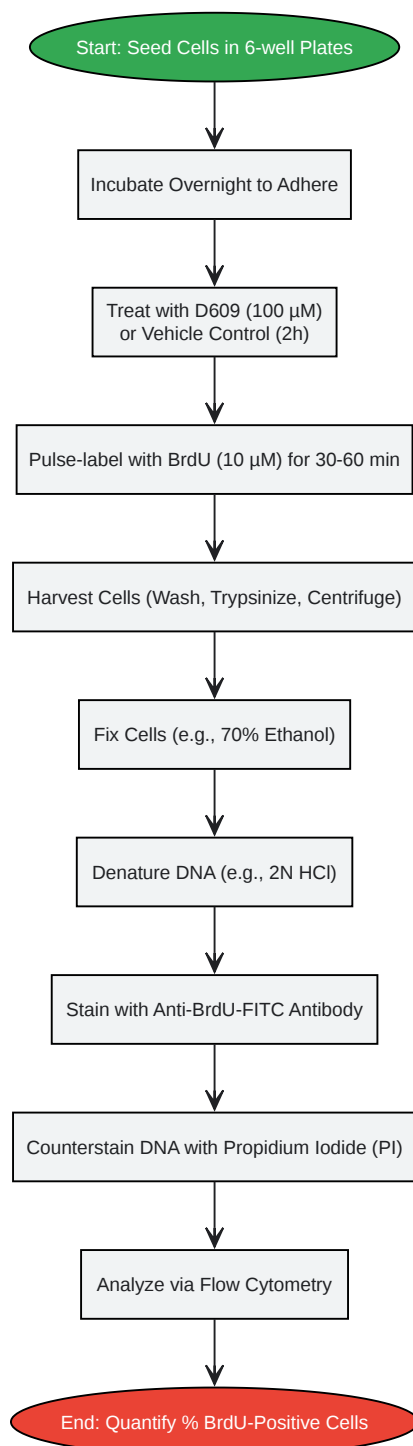 Start: Seed Cells in 6-well Plates
Incubate Overnight to Adhere
Treat with D609 (100 µM)
or Vehicle Control (2h)
Pulse-label with BrdU (10 µM) for 30-60 min
Harvest Cells (Wash, Trypsinize, Centrifuge)
Fix Cells (e.g., 70% Ethanol)
Denature DNA (e.g., 2N HCl)
Stain with Anti-BrdU-FITC Antibody
Counterstain DNA with Propidium Iodide (PI)
Analyze via Flow Cytometry
End: Quantify % BrdU-Positive Cells